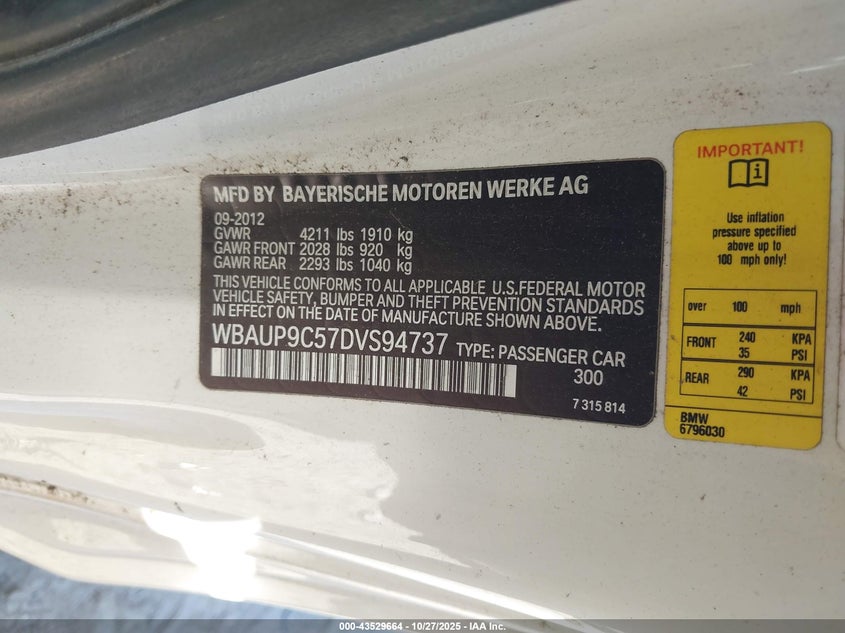 MFD BY BAYERISCHE MOTOREN WERKE AG
09-2012
GVWR 4211 lbs 1910 kg
GAWR FRONT 2028 lbs 920 kg
GAWR REAR 2293 lbs 1040 kg
THIS VEHICLE CONFORMS TO ALL APPLICABLE U.S.FEDERAL MOTOR
VEHICLE SAFETY, BUMPER AND THEFT PREVENTION STANDARDS
IN EFFECT ON THE DATE OF MANUFACTURE SHOWN ABOVE.
WBAUP9C57DVS94737 TYPE: PASSENGER CAR
300
7 315 814
IMPORTANT!
Use inflation
pressure specified
above up to
100 mph only!
over 100 mph
FRONT 240 KPA
35 PSI
REAR 290 KPA
42 PSI
BMW
6796030
000-43529664 | 10/27/2025 | IAA Inc.